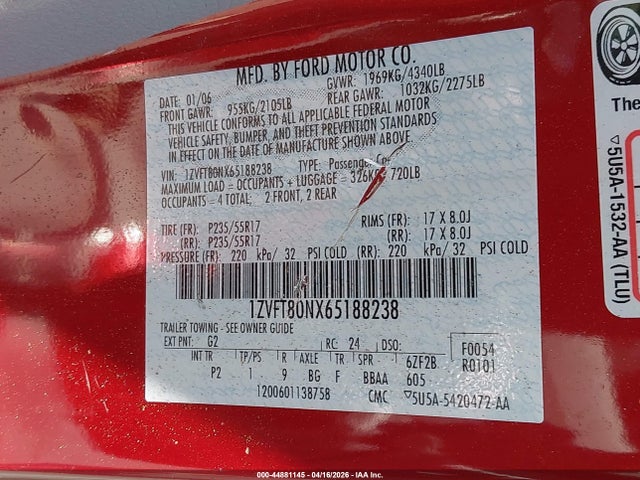 MFD. BY FORD MOTOR CO.
01/06 GVWR: 1969KG/4340LB
FRONT GAWR: 955KG/2105LB REAR GAWR: 1032KG/2275LB
THIS VEHICLE CONFORMS TO ALL APPLICABLE FEDERAL MOTOR
VEHICLE SAFETY, BUMPER, AND THEFT PREVENTION STANDARDS
IN EFFECT ON THE DATE OF MANUFACTURE SHOWN ABOVE
VIN: 1ZVFT80NX65188238 TYPE: Passenger Car
MAXIMUM LOAD = OCCUPANTS + LUGGAGE = 326KG 720LB
OCCUPANTS = 4 TOTAL: 2 FRONT, 2 REAR
TIRE (FR): P235/55R17 RIMS (FR): 17 X 8.0J
(RR): P235/55R17 (RR): 17 X 8.0J
PRESSURE (FR): 220 kPa/ 32 PSI COLD (RR): 220 kPa/ 32 PSI COLD
1ZVFT80NX65188238
TRAILER TOWING - SEE OWNER GUIDE
EXT PNT: G2 RC: 24 DSO: F0054
INT TR TP/PS R AXLE TR SPR 6ZF2B R0101
P2 1 9 BG F BBAA 605
1200601138758 CMC ▽5U5A-5420472-AA
The
▽5U5A-1532-AA (TLU)
000-44881145 - 04/16/2026 - IAA Inc.